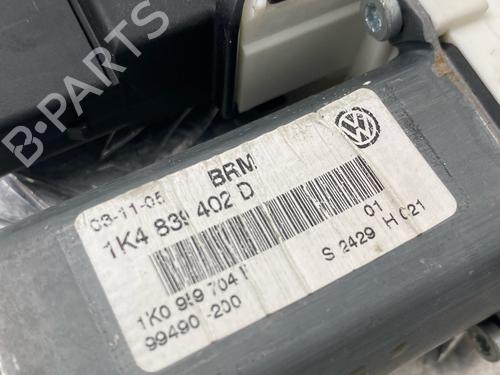 B-PARTS
03-11-05
BRM
1K4 839 402 D
01
S 2429 H 021
1K0 959 704
99490-200